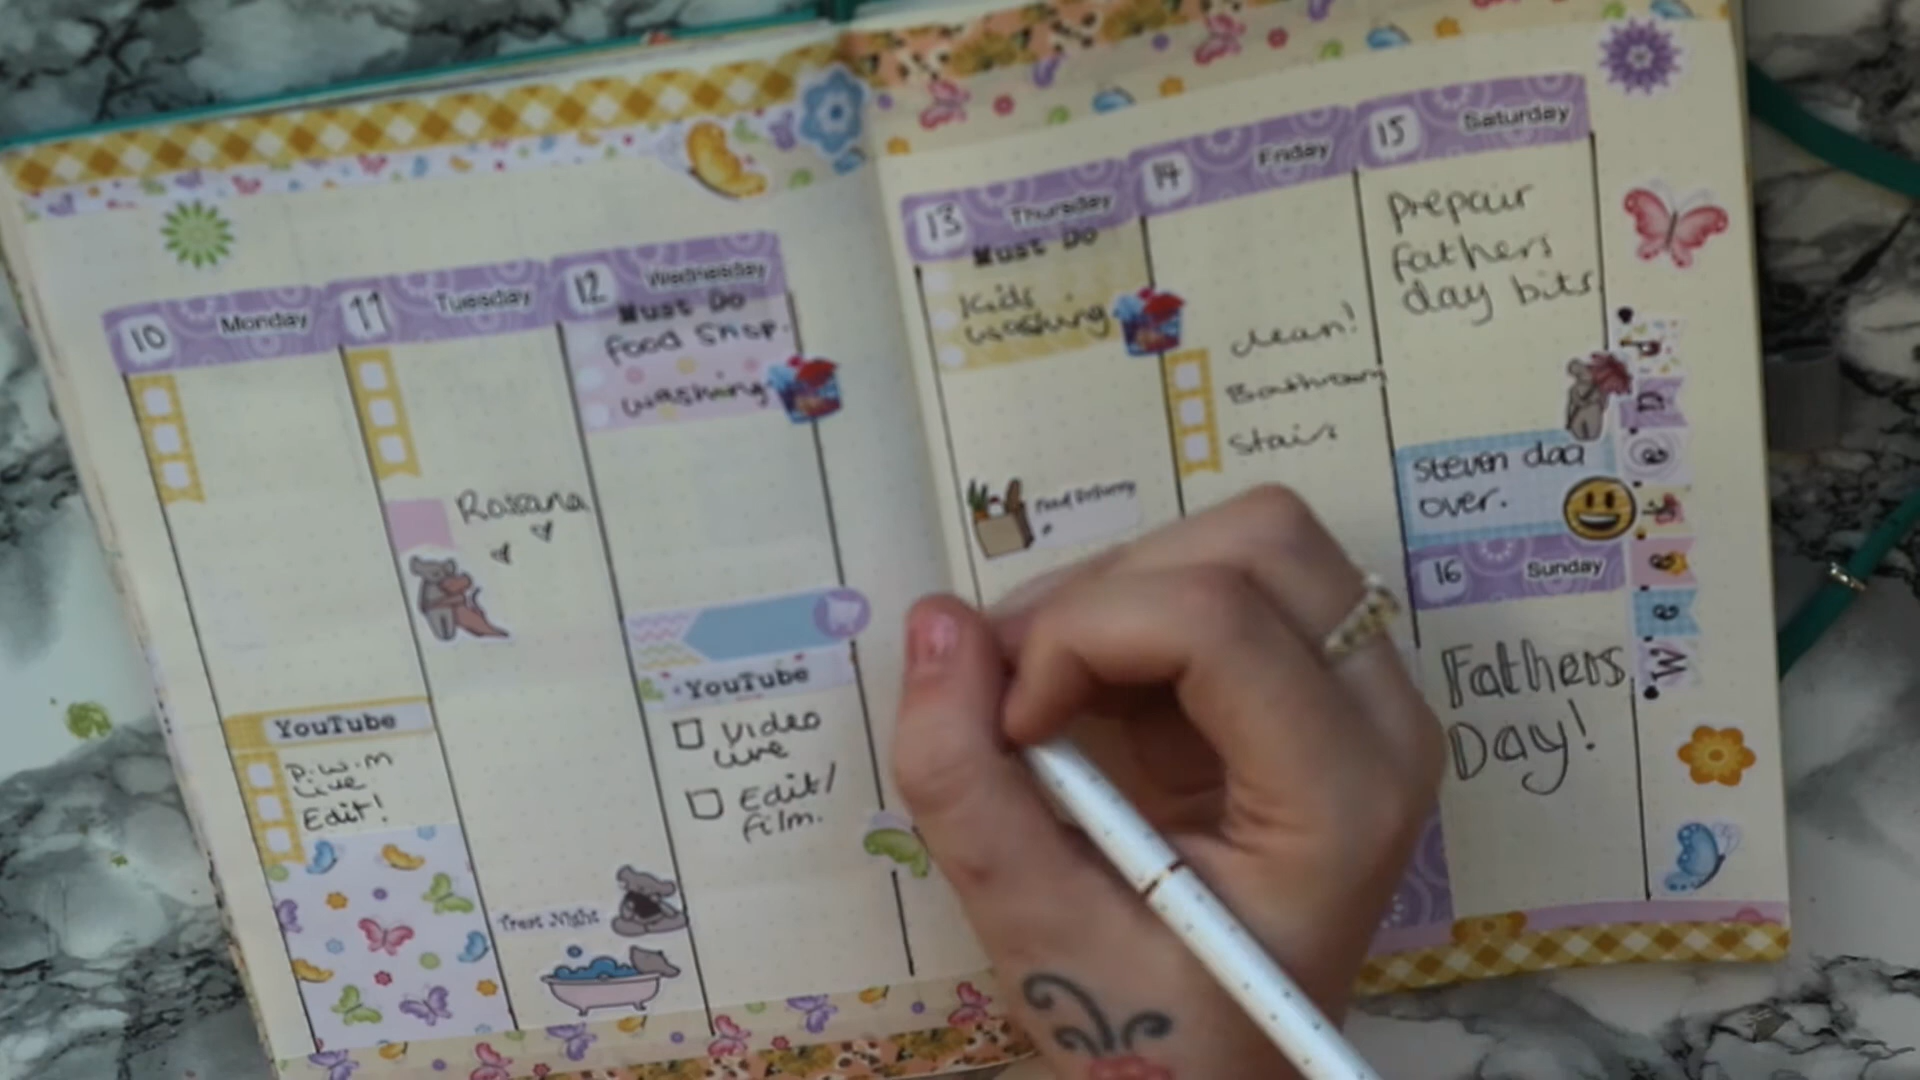 10 Monday
YouTube
P.W.M
Live
Edit!
11 Tuesday
Rosana
Treat Night
12 Wednesday
Must Do
Food Shop.
washing
YouTube
Video
Live
Edit/
film.
13 Thursday
Must Do
Kids
washing
Food Delivery
14 Friday
clean!
Bathroom
Stairs
15 Saturday
Prepair
fathers
day bits.
Steven dad
over.
16 Sunday
Fathers
Day!